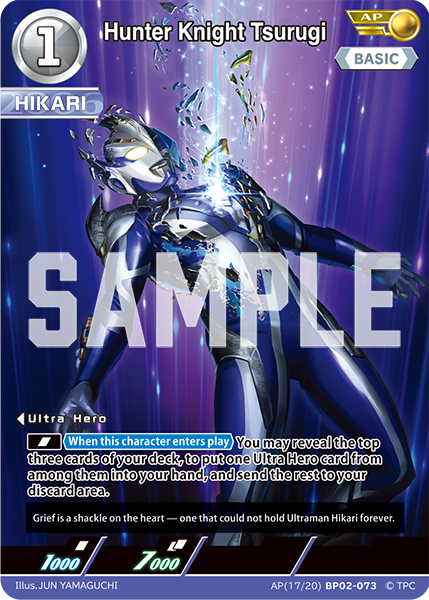 1
Hunter Knight Tsurugi
AP
BASIC
HIKARI
SAMPLE
Ultra Hero
When this character enters play You may reveal the top
three cards of your deck, to put one Ultra Hero card from
among them into your hand, and send the rest to your
discard area.
Grief is a shackle on the heart — one that could not hold Ultraman Hikari forever.
1000 7000
Illus.JUN YAMAGUCHI AP(17/20) BP02-073 © TPC